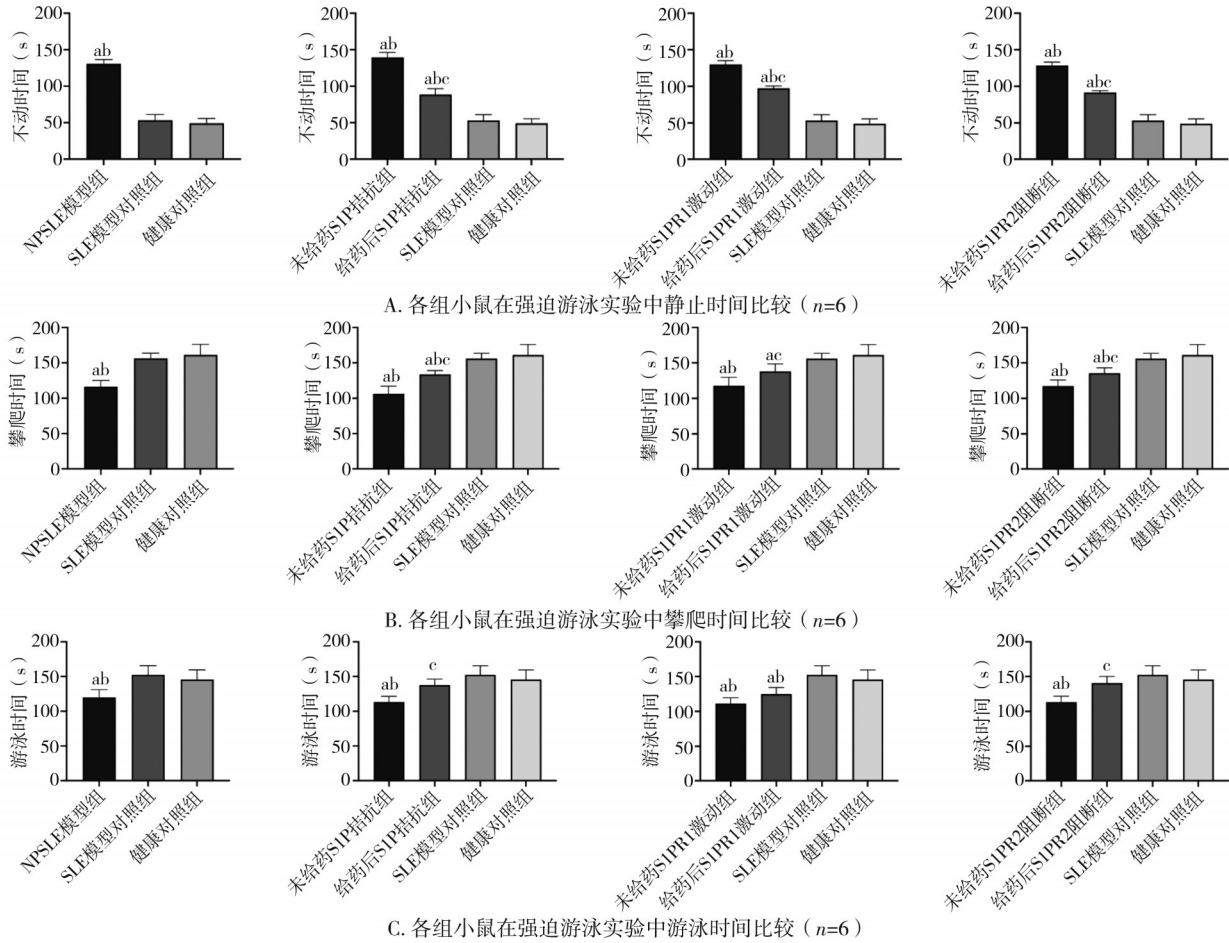 200
150
100
50
0
不动时间（s）
ab
NPSLE模型组
SLE模型对照组
健康对照组
200
150
100
50
0
不动时间（s）
ab
abc
未给药S1P拮抗组
给药后S1P拮抗组
SLE模型对照组
健康对照组
200
150
100
50
0
不动时间（s）
ab
abc
未给药S1PR1激动组
给药后S1PR1激动组
SLE模型对照组
健康对照组
200
150
100
50
0
不动时间（s）
ab
abc
未给药S1PR2阻断组
给药后S1PR2阻断组
SLE模型对照组
健康对照组
A. 各组小鼠在强迫游泳实验中静止时间比较（n=6）
200
150
100
50
0
攀爬时间（s）
ab
NPSLE模型组
SLE模型对照组
健康对照组
200
150
100
50
0
攀爬时间（s）
ab
abc
未给药S1P拮抗组
给药后S1P拮抗组
SLE模型对照组
健康对照组
200
150
100
50
0
攀爬时间（s）
ab
ac
未给药S1PR1激动组
给药后S1PR1激动组
SLE模型对照组
健康对照组
200
150
100
50
0
攀爬时间（s）
ab
abc
未给药S1PR2阻断组
给药后S1PR2阻断组
SLE模型对照组
健康对照组
B. 各组小鼠在强迫游泳实验中攀爬时间比较（n=6）
200
150
100
50
0
游泳时间（s）
ab
NPSLE模型组
SLE模型对照组
健康对照组
200
150
100
50
0
游泳时间（s）
ab
c
未给药S1P拮抗组
给药后S1P拮抗组
SLE模型对照组
健康对照组
200
150
100
50
0
游泳时间（s）
ab
ab
未给药S1PR1激动组
给药后S1PR1激动组
SLE模型对照组
健康对照组
200
150
100
50
0
游泳时间（s）
ab
c
未给药S1PR2阻断组
给药后S1PR2阻断组
SLE模型对照组
健康对照组
C. 各组小鼠在强迫游泳实验中游泳时间比较（n=6）